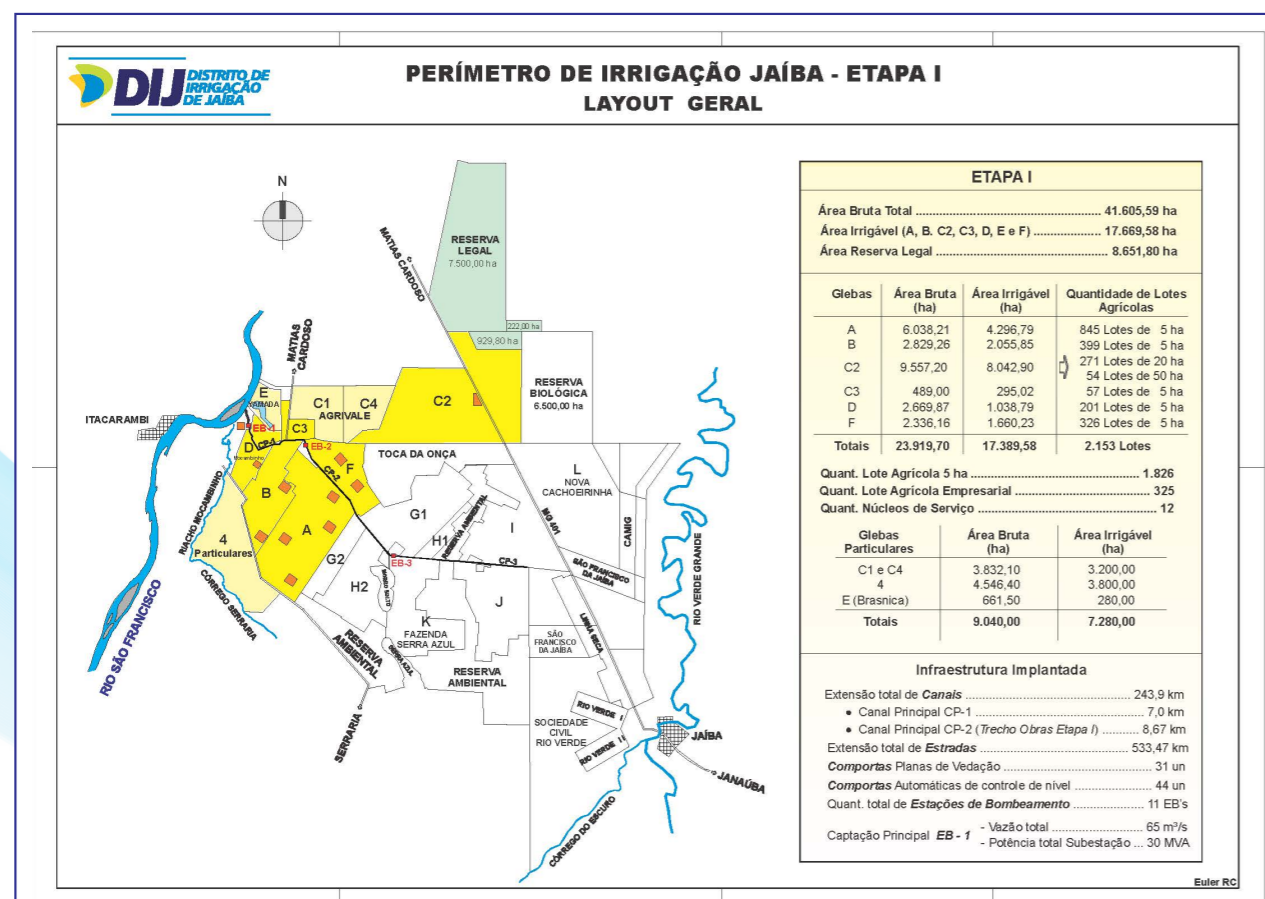 DIJ DISTRITO DE
IRRIGAÇÃO
DE JAÍBA
PERÍMETRO DE IRRIGAÇÃO JAÍBA - ETAPA I
LAYOUT GERAL
N
MATIAS CARDOSO
RESERVA
LEGAL
7.500,00 ha
222,00 ha
929,80 ha
MATIAS
CARDOSO
RESERVA
BIOLÓGICA
6.500,00 ha
E
YAMADA
C1
C4
AGRIVALE
C2
C3
ITACARAMBI
EB-1
CP-1
EB-2
D
Mocambinho
CP-2
F
TOCA DA ONÇA
L
NOVA
CACHOEIRINHA
B
A
RIACHO MOCAMBINHO
4
Particulares
G1
G2
H1
RESERVA AMBIENTAL
I
MG 401
CAMIG
RIO VERDE GRANDE
EB-3
CP-3
SÃO FRANCISCO
DA JAÍBA
H2
MORRO SOLTO
J
CÓRREGO SERRARIA
RIO SÃO FRANCISCO
K
FAZENDA
SERRA AZUL
LINHA SECA
SÃO
FRANCISCO
DA JAÍBA
RESERVA
AMBIENTAL
SERRA AZUL
RESERVA
AMBIENTAL
SERRARIA
RIO VERDE I
SOCIEDADE
CIVIL
RIO VERDE
RIO VERDE II
JAÍBA
JANAÚBA
CÓRREGO DO ESCURO
ETAPA I
Área Bruta Total ........ 41.605,59 ha
Área Irrigável (A, B. C2, C3, D, E e F) ........ 17.669,58 ha
Área Reserva Legal ........ 8.651,80 ha
Glebas Área Bruta (ha) Área Irrigável (ha) Quantidade de Lotes Agrícolas
A 6.038,21 4.296,79 845 Lotes de 5 ha
B 2.829,26 2.055,85 399 Lotes de 5 ha
C2 9.557,20 8.042,90 271 Lotes de 20 ha
54 Lotes de 50 ha
C3 489,00 295,02 57 Lotes de 5 ha
D 2.669,87 1.038,79 201 Lotes de 5 ha
F 2.336,16 1.660,23 326 Lotes de 5 ha
Totais 23.919,70 17.389,58 2.153 Lotes
Quant. Lote Agrícola 5 ha ........ 1.826
Quant. Lote Agrícola Empresarial ........ 325
Quant. Núcleos de Serviço ........ 12
Glebas Particulares Área Bruta (ha) Área Irrigável (ha)
C1 e C4 3.832,10 3.200,00
4 4.546,40 3.800,00
E (Brasnica) 661,50 280,00
Totais 9.040,00 7.280,00
Infraestrutura Implantada
Extensão total de Canais ........ 243,9 km
• Canal Principal CP-1 ........ 7,0 km
• Canal Principal CP-2 (Trecho Obras Etapa I) ........ 8,67 km
Extensão total de Estradas ........ 533,47 km
Comportas Planas de Vedação ........ 31 un
Comportas Automáticas de controle de nível ........ 44 un
Quant. total de Estações de Bombeamento ........ 11 EB's
Captação Principal EB - 1 - Vazão total ........ 65 m³/s
- Potência total Subestação ... 30 MVA
Euler RC